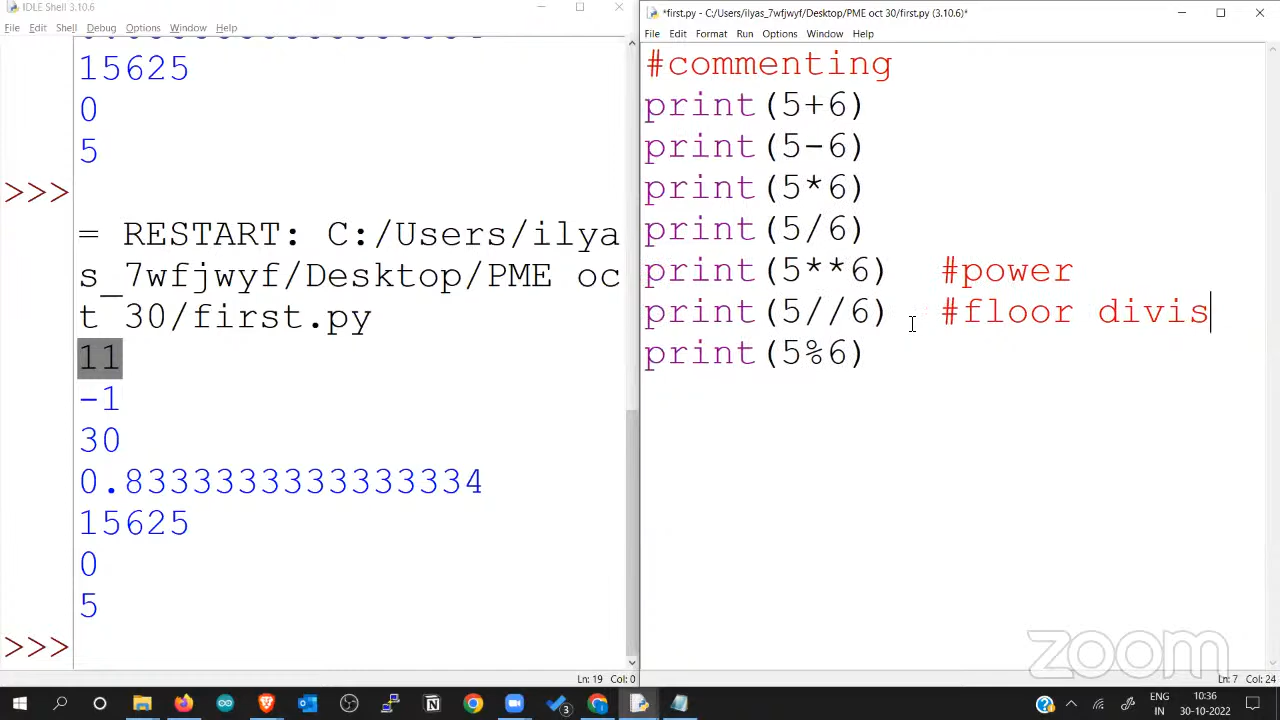 IDLE Shell 3.10.6
File Edit Shell Debug Options Window Help
15625
0
5
>>>
= RESTART: C:/Users/ilya
s_7wfjwyf/Desktop/PME oc
t 30/first.py
11
-1
30
0.8333333333333334
15625
0
5
>>>
Ln: 19 Col: 0
*first.py - C:/Users/ilyas_7wfjwyf/Desktop/PME oct 30/first.py (3.10.6)*
File Edit Format Run Options Window Help
#commenting
print(5+6)
print(5-6)
print(5*6)
print(5/6)
print(5**6) #power
print(5//6) #floor divis
print(5%6)
zoom
Ln: 7 Col: 24
3
ENG
IN
10:36
30-10-2022